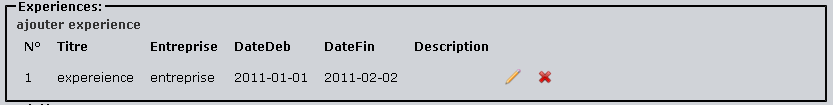 Experiences:
ajouter experience
N° Titre Entreprise DateDeb DateFin Description
1 expereience entreprise 2011-01-01 2011-02-02